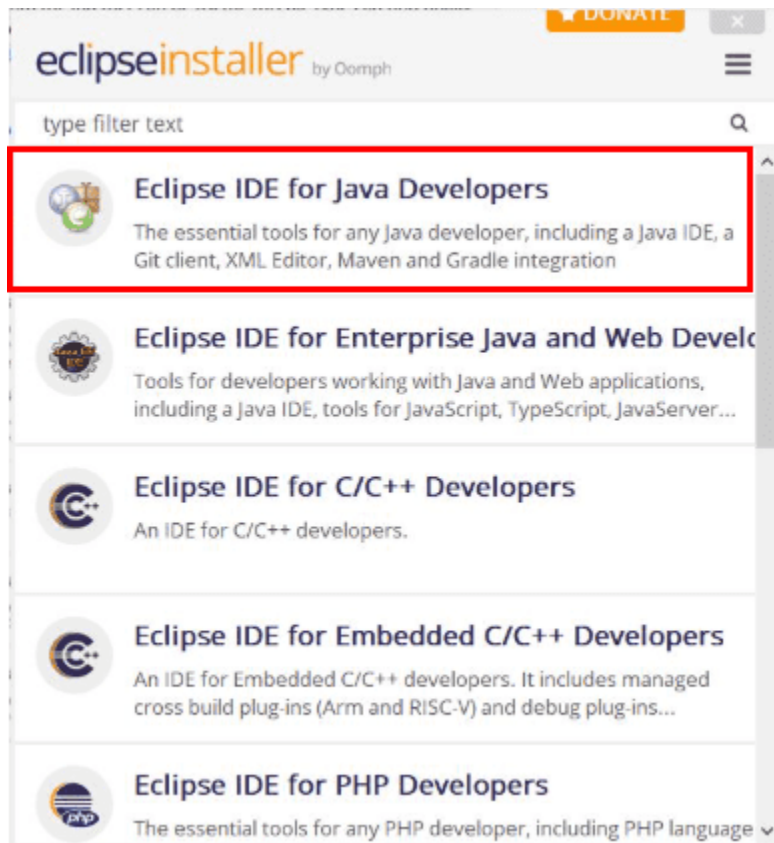 DONATE
eclipseinstaller by Oomph
type filter text
Eclipse IDE for Java Developers
The essential tools for any Java developer, including a Java IDE, a
Git client, XML Editor, Maven and Gradle integration
Eclipse IDE for Enterprise Java and Web Develo
Tools for developers working with Java and Web applications,
including a Java IDE, tools for JavaScript, TypeScript, JavaServer...
Eclipse IDE for C/C++ Developers
An IDE for C/C++ developers.
Eclipse IDE for Embedded C/C++ Developers
An IDE for Embedded C/C++ developers. It includes managed
cross build plug-ins (Arm and RISC-V) and debug plug-ins...
php
Eclipse IDE for PHP Developers
The essential tools for any PHP developer, including PHP language